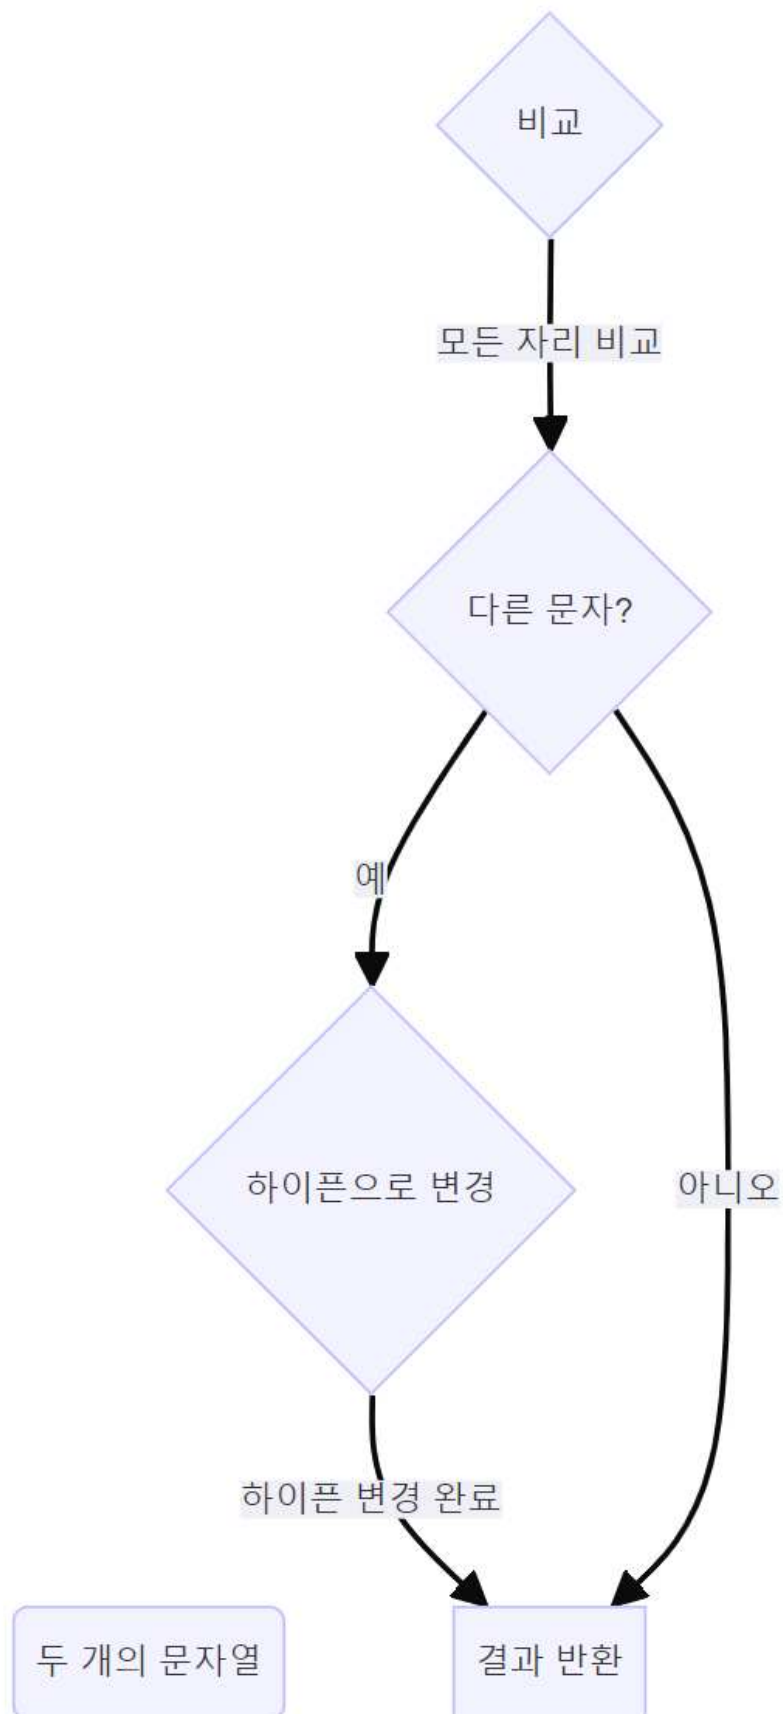 비교
모든 자리 비교
다른 문자?
예
하이픈으로 변경
아니오
하이픈 변경 완료
두 개의 문자열
결과 반환